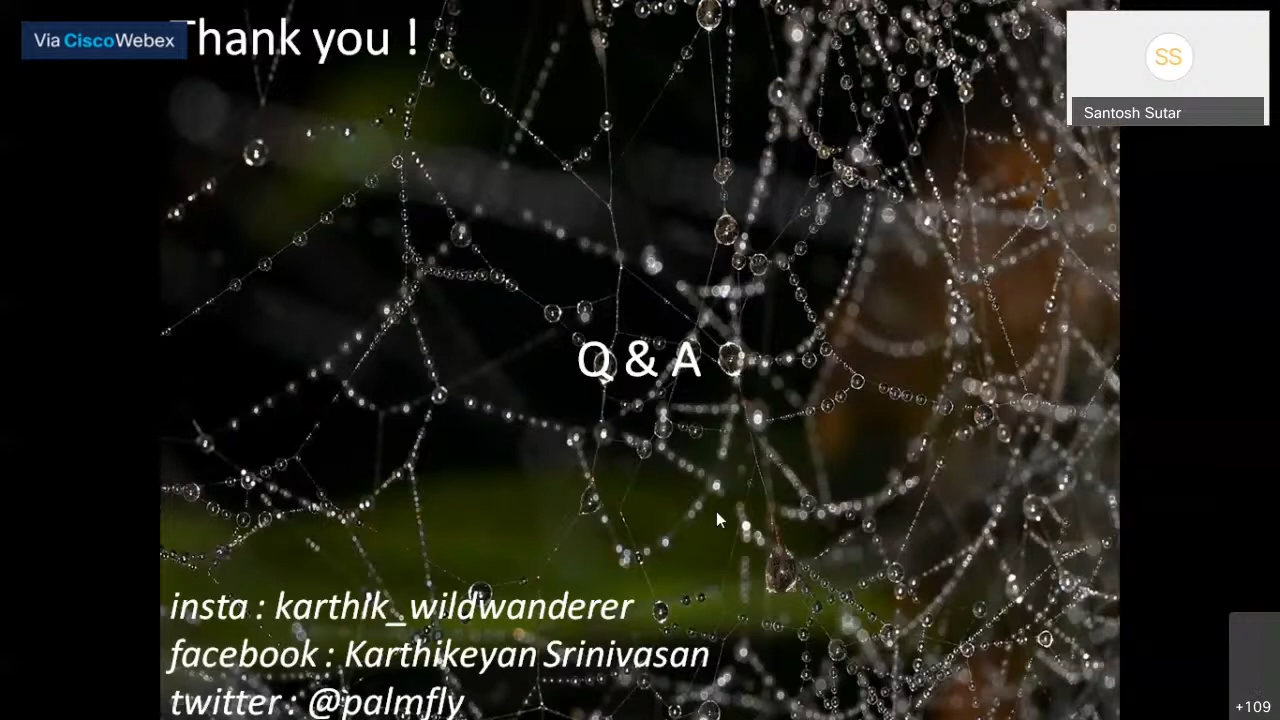 Via CiscoWebex
Thank you !
SS
Santosh Sutar
Q & A
insta : karthik_wildwanderer
facebook : Karthikeyan Srinivasan
twitter : @palmfly
+109